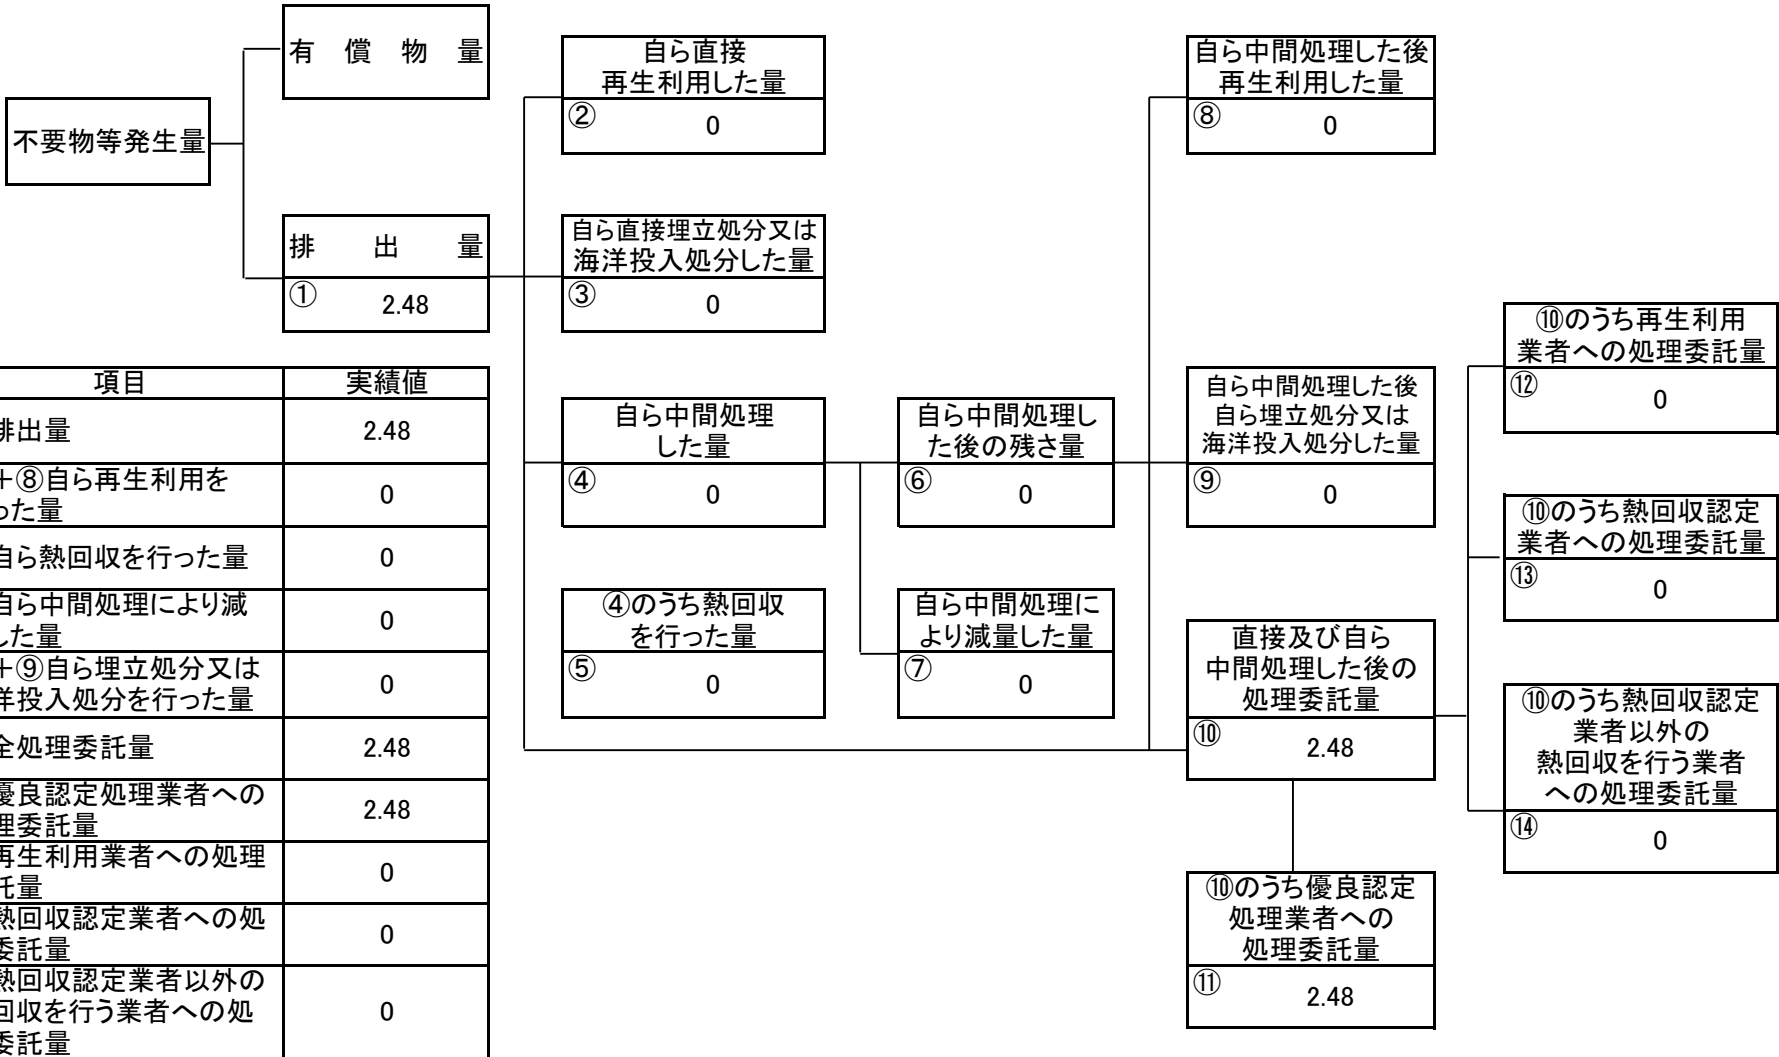 不要物等発生量
有償物量
排出量
①
2.48
自ら直接
再生利用した量
②
0
自ら直接埋立処分又は
海洋投入処分した量
③
0
自ら中間処理
した量
④
0
④のうち熱回収
を行った量
⑤
0
自ら中間処理し
た後の残さ量
⑥
0
自ら中間処理に
より減量した量
⑦
0
自ら中間処理した後
再生利用した量
⑧
0
自ら中間処理した後
自ら埋立処分又は
海洋投入処分した量
⑨
0
直接及び自ら
中間処理した後の
処理委託量
⑩
2.48
⑩のうち優良認定
処理業者への
処理委託量
⑪
2.48
⑩のうち再生利用
業者への処理委託量
⑫
0
⑩のうち熱回収認定
業者への処理委託量
⑬
0
⑩のうち熱回収認定
業者以外の
熱回収を行う業者
への処理委託量
⑭
0
項目
実績値
排出量
2.48
+⑧自ら再生利用を
った量
0
自ら熱回収を行った量
0
自ら中間処理により減
した量
0
+⑨自ら埋立処分又は
洋投入処分を行った量
0
全処理委託量
2.48
優良認定処理業者への
理委託量
2.48
再生利用業者への処理
託量
0
熱回収認定業者への処
委託量
0
熱回収認定業者以外の
回収を行う業者への処
委託量
0